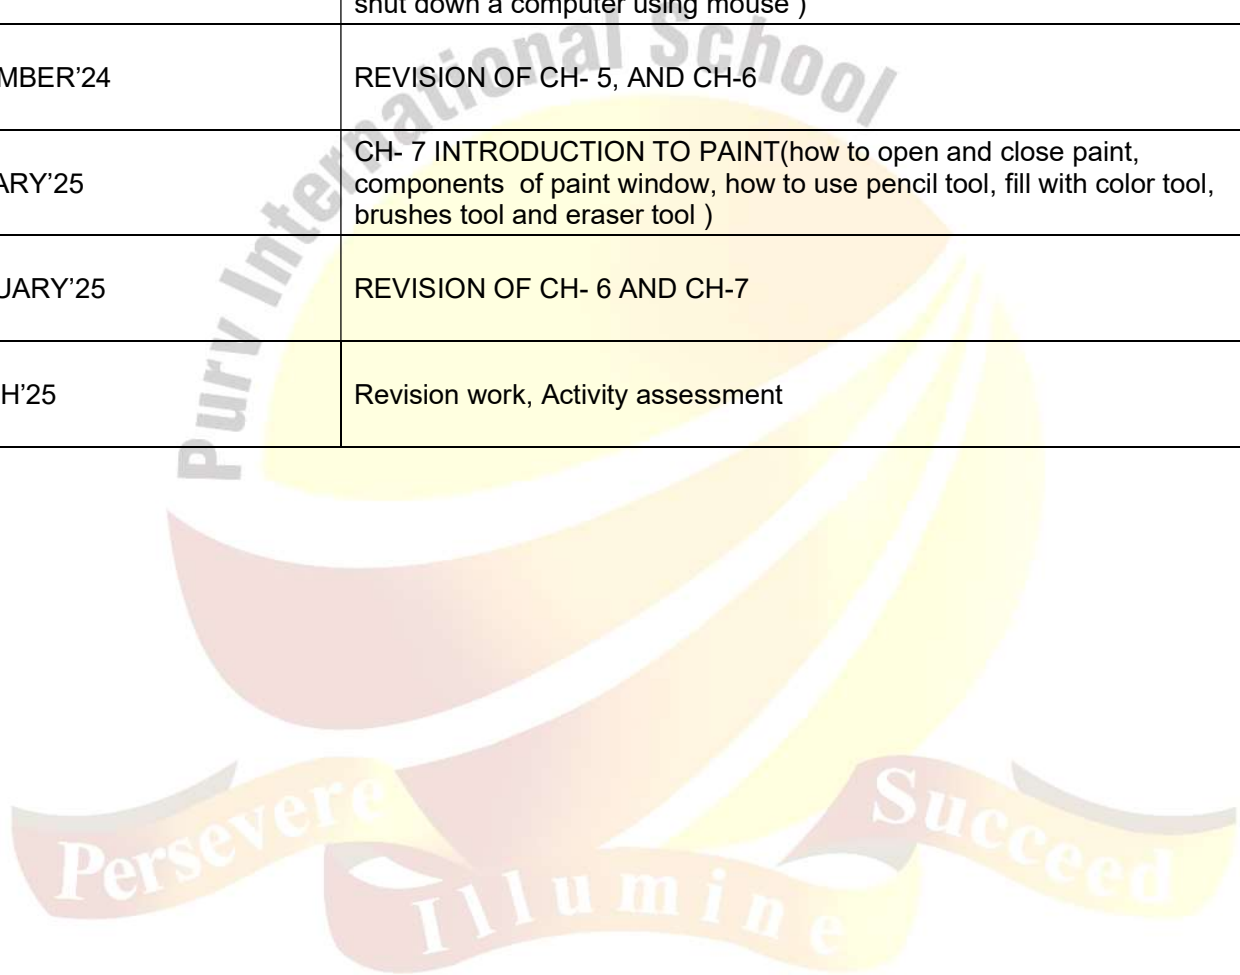 shut down a computer using mouse )
MBER'24
REVISION OF CH- 5, AND CH-6
ARY'25
CH- 7 INTRODUCTION TO PAINT(how to open and close paint,
components  of paint window, how to use pencil tool, fill with color tool,
brushes tool and eraser tool )
UARY'25
REVISION OF CH- 6 AND CH-7
H'25
Revision work, Activity assessment
Purv International School
Persevere
Illumine
Succeed